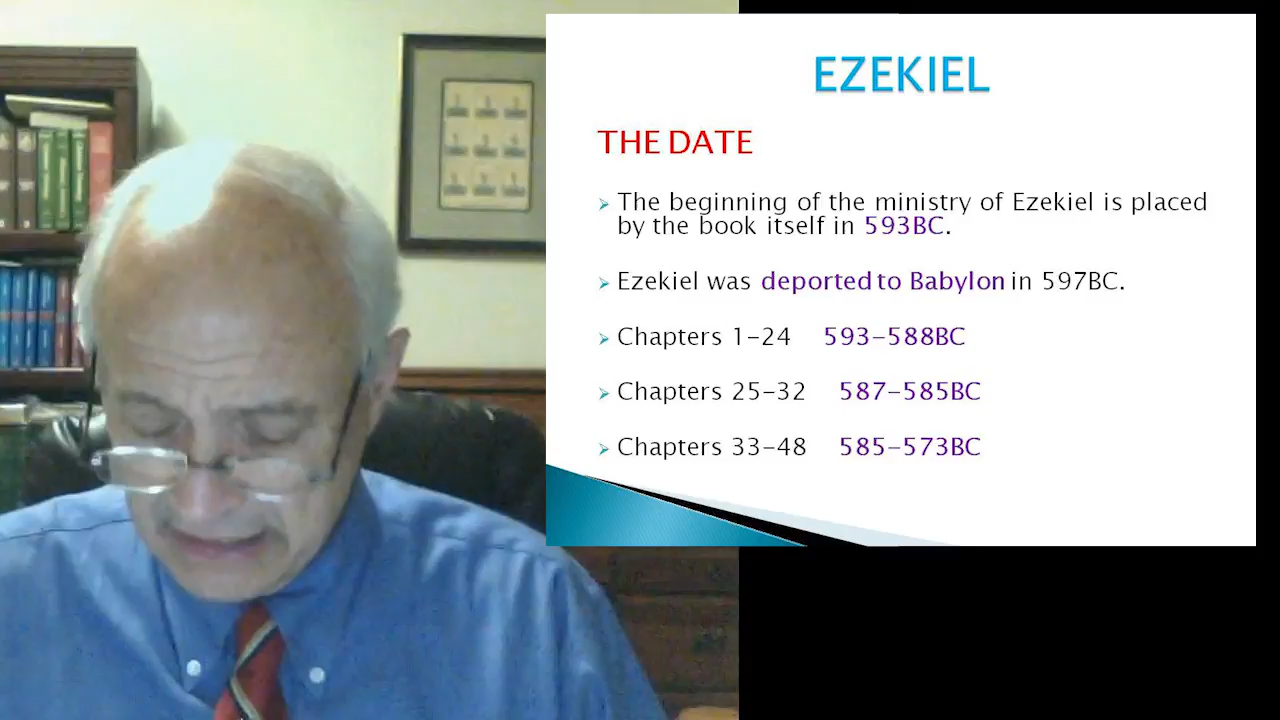 EZEKIEL
THE DATE
The beginning of the ministry of Ezekiel is placed
by the book itself in 593BC.
Ezekiel was deported to Babylon in 597BC.
Chapters 1-24 593-588BC
Chapters 25-32 587-585BC
Chapters 33-48 585-573BC